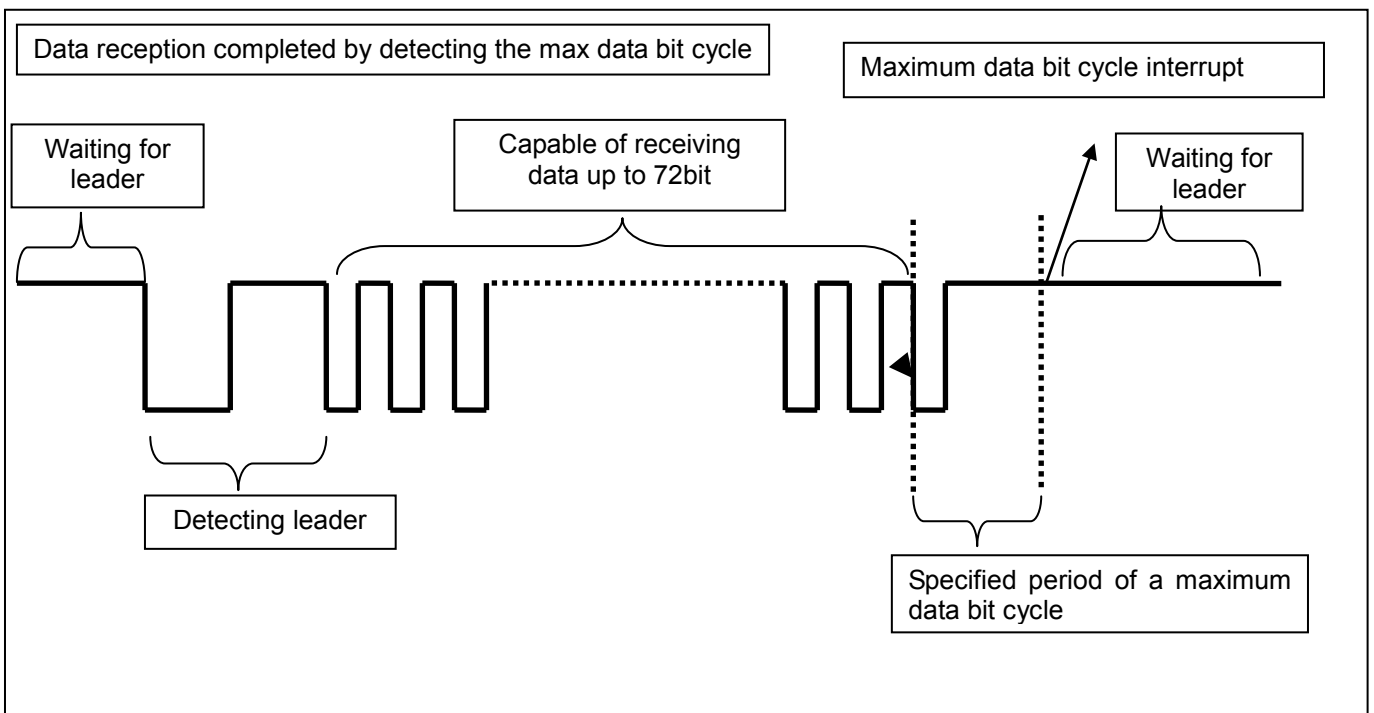 Data reception completed by detecting the max data bit cycle
Maximum data bit cycle interrupt
Waiting for
leader
Capable of receiving
data up to 72bit
Waiting for
leader
Detecting leader
Specified period of a maximum
data bit cycle